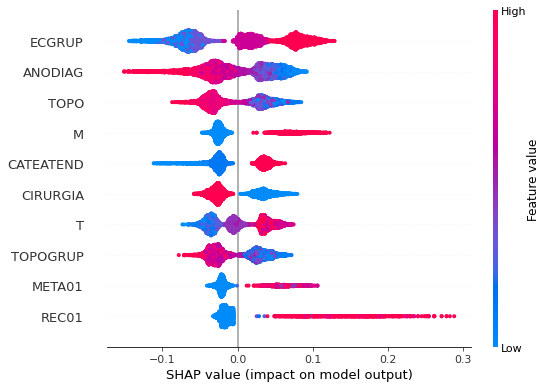 High
ECGRUP
ANODIAG
TOPO
M
CATEATEND
CIRURGIA
T
TOPOGRUP
META01
REC01
Feature value
Low
−0.1 0.0 0.1 0.2 0.3
SHAP value (impact on model output)